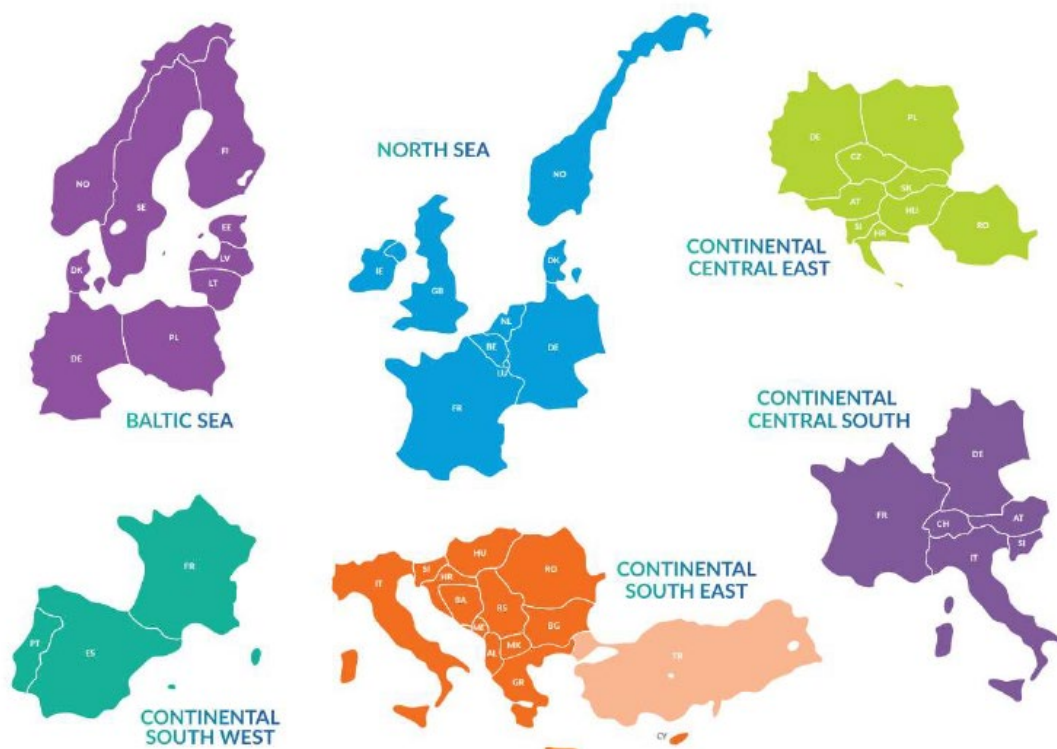 NO
SE
FI
EE
LV
LT
DK
DE
PL
BALTIC SEA
NORTH SEA
NO
IE
GB
DK
NL
BE
LU
DE
FR
DE
PL
CZ
SK
AT
HU
SI
HR
RO
CONTINENTAL
CENTRAL EAST
CONTINENTAL
CENTRAL SOUTH
DE
FR
CH
AT
SI
IT
FR
PT
ES
CONTINENTAL
SOUTH WEST
IT
SI
HU
HR
RO
BA
RS
ME
BG
MK
AL
GR
TR
CY
CONTINENTAL
SOUTH EAST